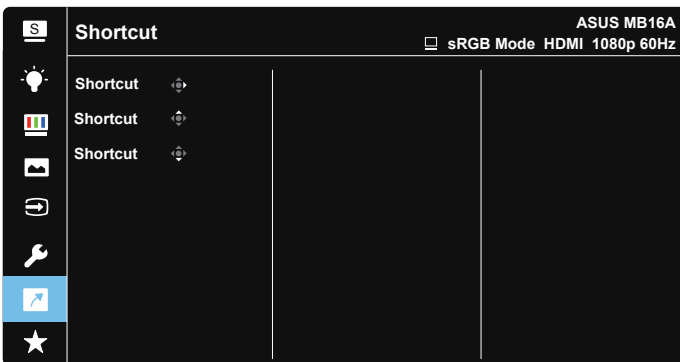 S
Shortcut
ASUS MB16A
sRGB Mode HDMI 1080p 60Hz
Shortcut
Shortcut
Shortcut